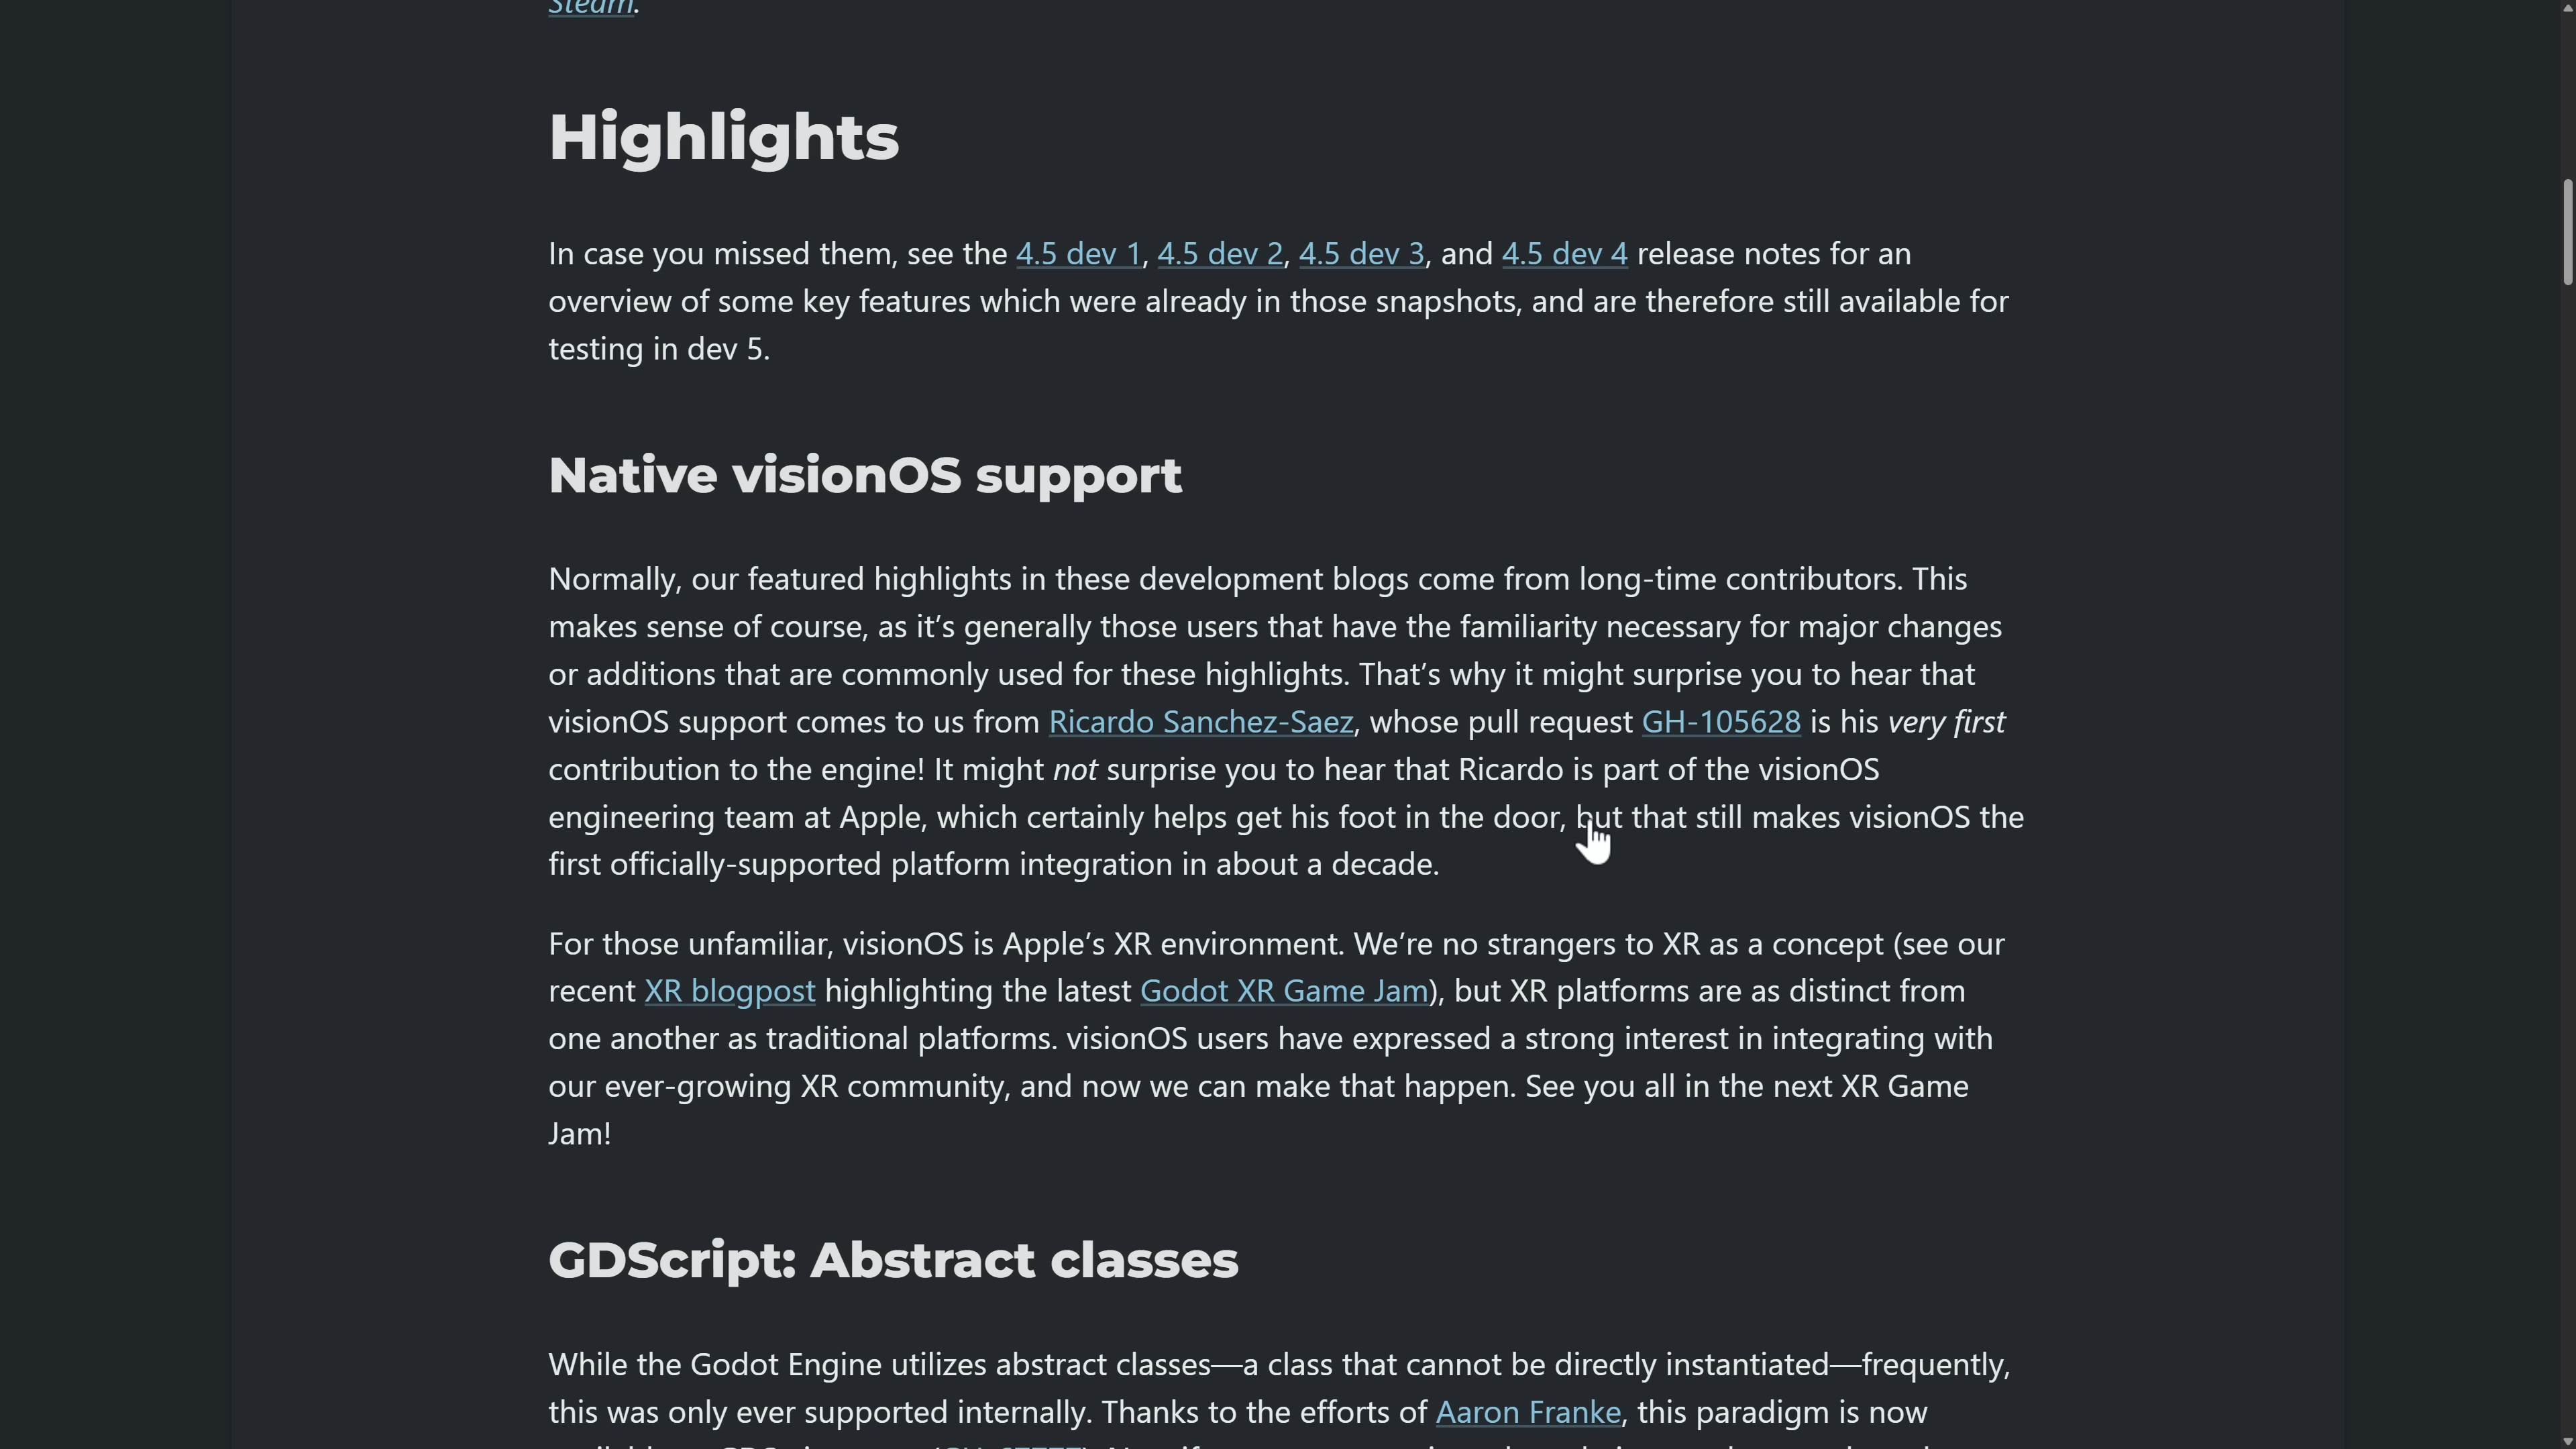 Steam.
Highlights
In case you missed them, see the 4.5 dev 1, 4.5 dev 2, 4.5 dev 3, and 4.5 dev 4 release notes for an
overview of some key features which were already in those snapshots, and are therefore still available for
testing in dev 5.
Native visionOS support
Normally, our featured highlights in these development blogs come from long-time contributors. This
makes sense of course, as it’s generally those users that have the familiarity necessary for major changes
or additions that are commonly used for these highlights. That’s why it might surprise you to hear that
visionOS support comes to us from Ricardo Sanchez-Saez, whose pull request GH-105628 is his very first
contribution to the engine! It might not surprise you to hear that Ricardo is part of the visionOS
engineering team at Apple, which certainly helps get his foot in the door, but that still makes visionOS the
first officially-supported platform integration in about a decade.
For those unfamiliar, visionOS is Apple’s XR environment. We’re no strangers to XR as a concept (see our
recent XR blogpost highlighting the latest Godot XR Game Jam), but XR platforms are as distinct from
one another as traditional platforms. visionOS users have expressed a strong interest in integrating with
our ever-growing XR community, and now we can make that happen. See you all in the next XR Game
Jam!
GDScript: Abstract classes
While the Godot Engine utilizes abstract classes—a class that cannot be directly instantiated—frequently,
this was only ever supported internally. Thanks to the efforts of Aaron Franke, this paradigm is now